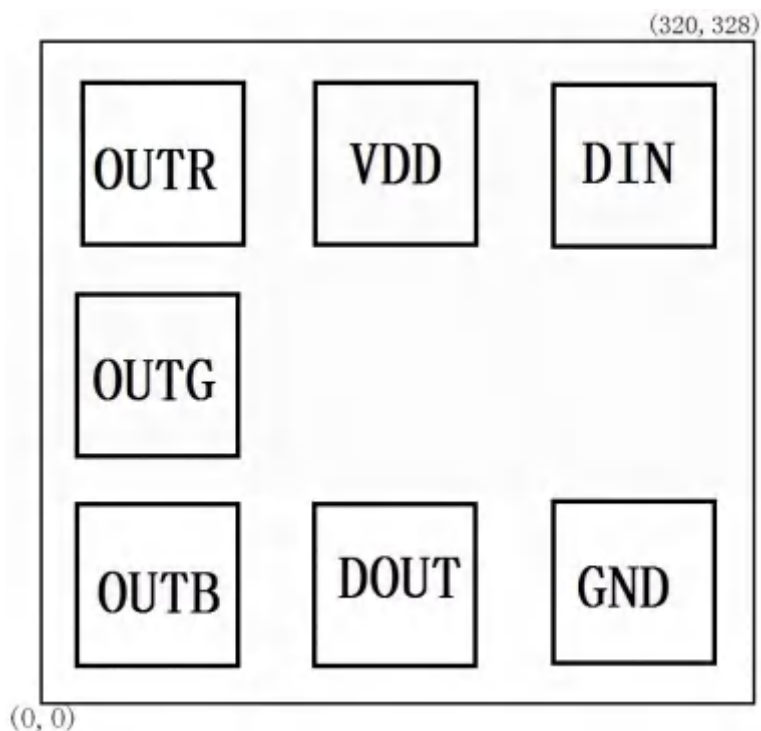 (320, 328)
OUTR VDD DIN
OUTG
OUTB DOUT GND
(0, 0)